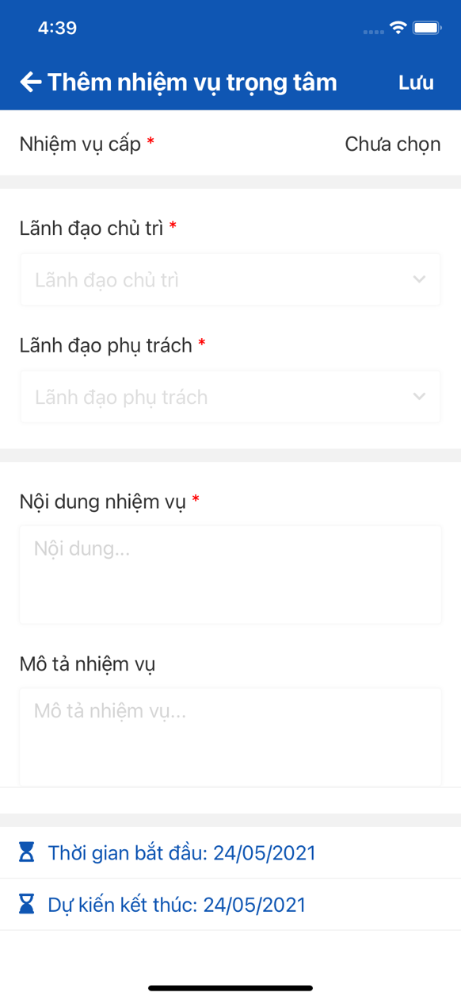 4:39
Thêm nhiệm vụ trọng tâm Lưu
Nhiệm vụ cấp * Chưa chọn
Lãnh đạo chủ trì *
Lãnh đạo chủ trì
Lãnh đạo phụ trách *
Lãnh đạo phụ trách
Nội dung nhiệm vụ *
Nội dung...
Mô tả nhiệm vụ
Mô tả nhiệm vụ...
Thời gian bắt đầu: 24/05/2021
Dự kiến kết thúc: 24/05/2021